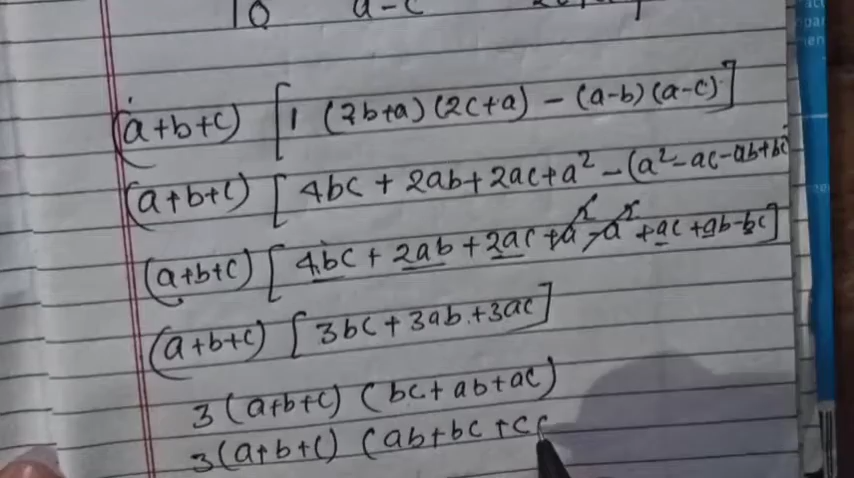 10 a-c
(a+b+c) [1 (2b+a) (2c+a) - (a-b) (a-c)]
(a+b+c) [4bc + 2ab + 2ac + a² - (a² - ac - ab + bc
(a+b+c) [4bc + 2ab + 2ac + a² - a² + ac + ab - bc]
(a+b+c) [3bc + 3ab + 3ac]
3 (a+b+c) (bc + ab + ac)
3 (a+b+c) (ab + bc + c